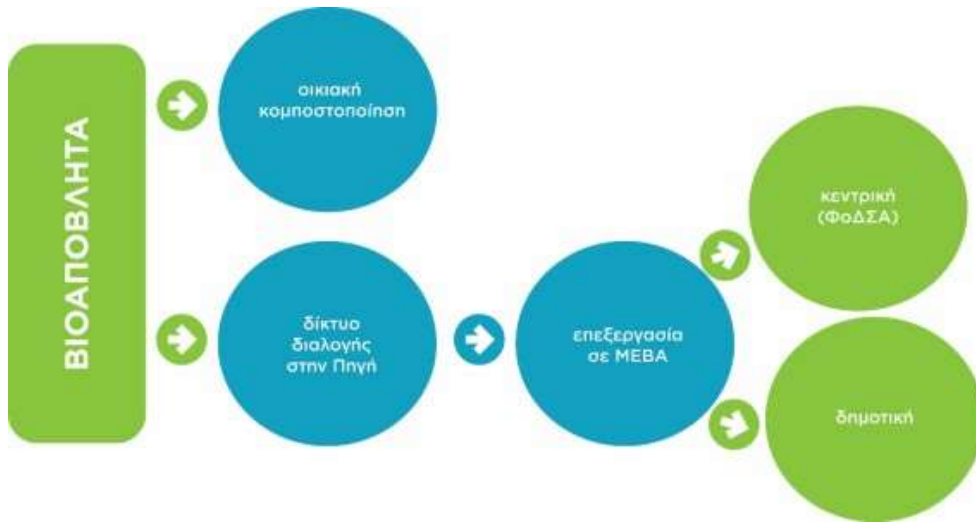 ΒΙΟΑΠΟΒΛΗΤΑ
οικιακή
κομποστοποίηση
δίκτυο
διαλογής
στην Πηγή
επεξεργασία
σε ΜΕΒΑ
κεντρική
(ΦοΔΣΑ)
δημοτική